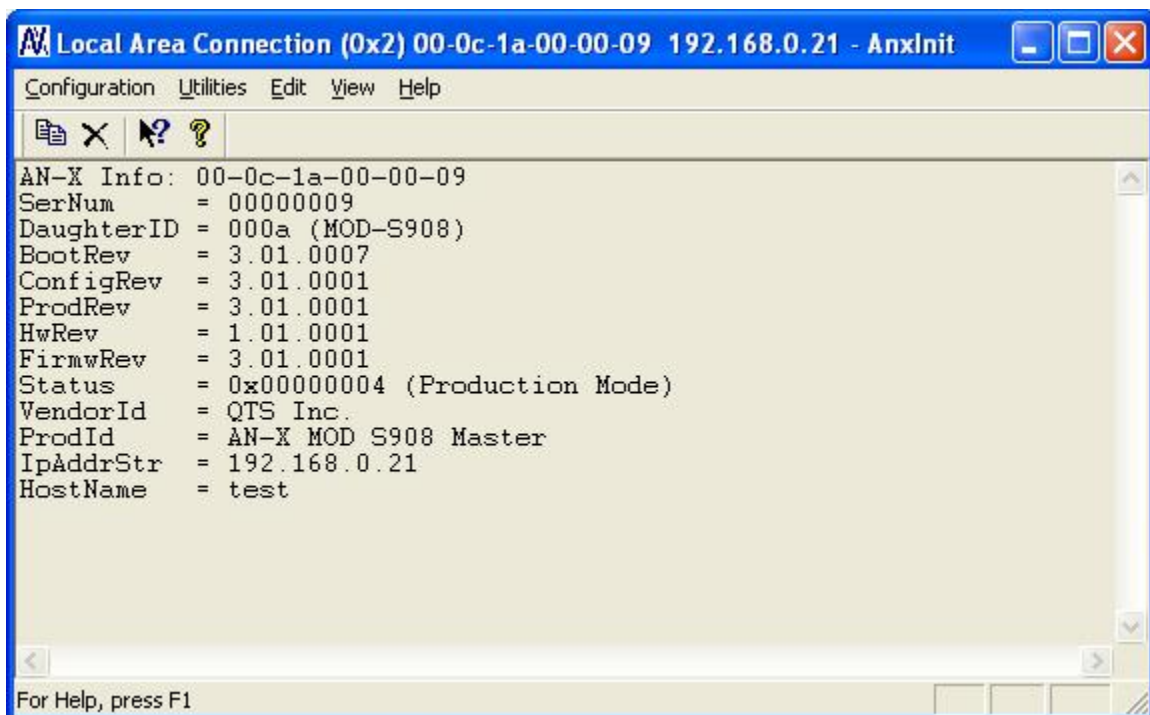 Local Area Connection (0x2) 00-0c-1a-00-00-09 192.168.0.21 - AnxInit
Configuration Utilities Edit View Help
AN-X Info: 00-0c-1a-00-00-09
SerNum = 00000009
DaughterID = 000a (MOD-S908)
BootRev = 3.01.0007
ConfigRev = 3.01.0001
ProdRev = 3.01.0001
HwRev = 1.01.0001
FirmwRev = 3.01.0001
Status = 0x00000004 (Production Mode)
VendorId = QTS Inc.
ProdId = AN-X MOD S908 Master
IpAddrStr = 192.168.0.21
HostName = test
For Help, press F1